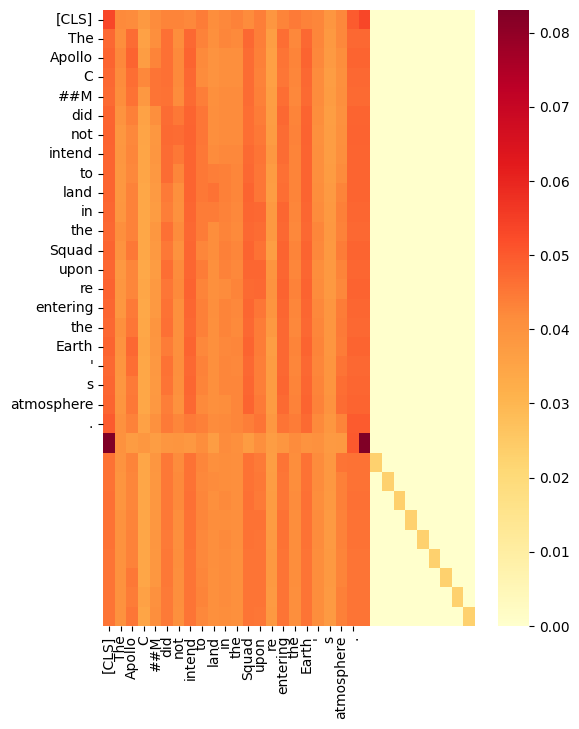 [CLS]
The
Apollo
C
##M
did
not
intend
to
land
in
the
Squad
upon
re
entering
the
Earth
'
s
atmosphere
.
0.08
0.07
0.06
0.05
0.04
0.03
0.02
0.01
0.00
[CLS]
The
Apollo
C
##M
did
not
intend
to
land
in
the
Squad
upon
re
entering
the
Earth
'
s
atmosphere
.